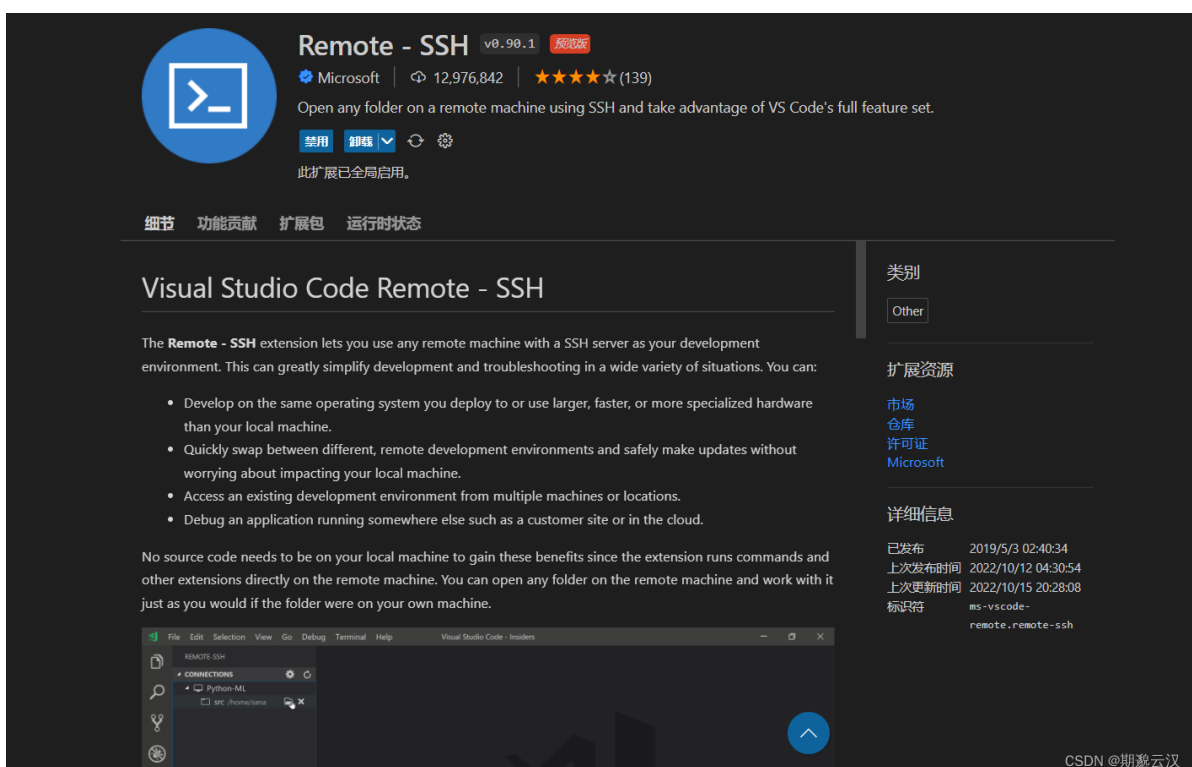 Remote - SSH v0.90.1 预览版
Microsoft 12,976,842 (139)
Open any folder on a remote machine using SSH and take advantage of VS Code's full feature set.
禁用 卸载
此扩展已全局启用。
细节 功能贡献 扩展包 运行时状态
Visual Studio Code Remote - SSH
The Remote - SSH extension lets you use any remote machine with a SSH server as your development
environment. This can greatly simplify development and troubleshooting in a wide variety of situations. You can:
• Develop on the same operating system you deploy to or use larger, faster, or more specialized hardware
than your local machine.
• Quickly swap between different, remote development environments and safely make updates without
worrying about impacting your local machine.
• Access an existing development environment from multiple machines or locations.
• Debug an application running somewhere else such as a customer site or in the cloud.
No source code needs to be on your local machine to gain these benefits since the extension runs commands and
other extensions directly on the remote machine. You can open any folder on the remote machine and work with it
just as you would if the folder were on your own machine.
File Edit Selection View Go Debug Terminal Help Visual Studio Code - Insiders
REMOTE-SSH
CONNECTIONS
Python-ML
src /home/sana
类别
Other
扩展资源
市场
仓库
许可证
Microsoft
详细信息
已发布 2019/5/3 02:40:34
上次发布时间 2022/10/12 04:30:54
上次更新时间 2022/10/15 20:28:08
标识符 ms-vscode-
remote.remote-ssh
CSDN @期邈云汉